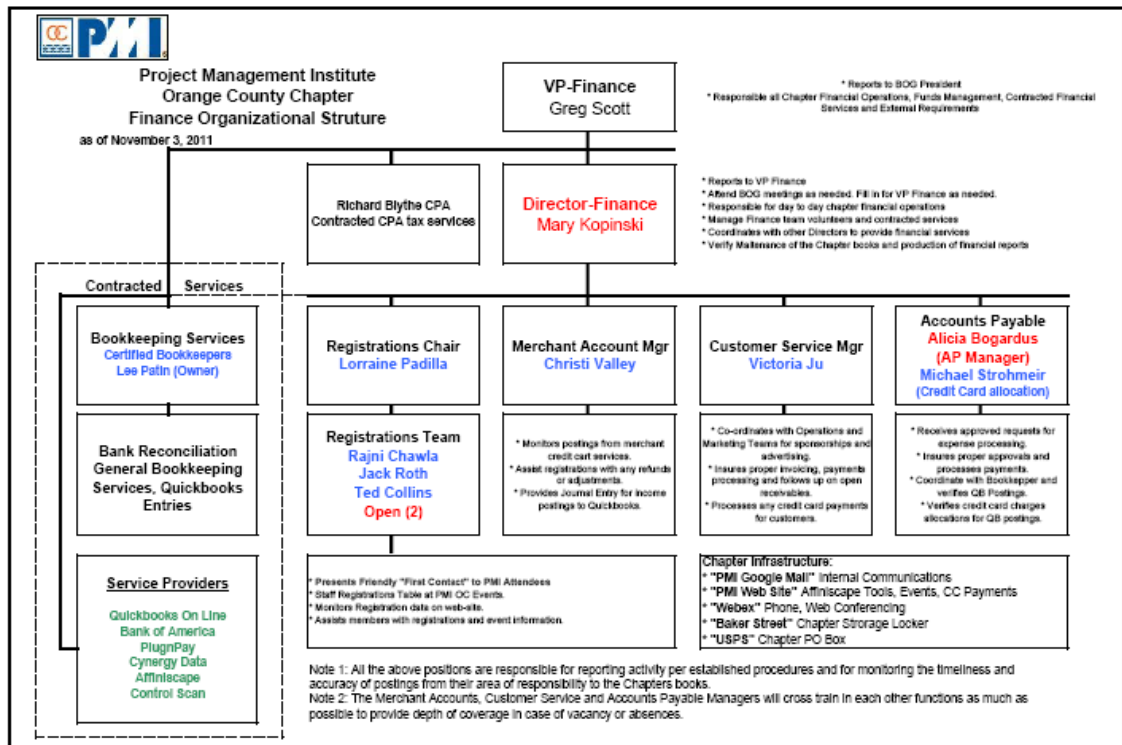 OC PMI
Project Management Institute
Orange County Chapter
Finance Organizational Struture
as of November 3, 2011
VP-Finance
Greg Scott
* Reports to BOG President
* Responsible all Chapter Financial Operations, Funds Management, Contracted Financial
Services and External Requirements
Richard Blythe CPA
Contracted CPA tax services
Director-Finance
Mary Kopinski
* Reports to VP Finance
* Attend BOG meetings as needed. Fill in for VP Finance as needed.
* Responsible for day to day chapter financial operations
* Manage Finance team volunteers and contracted services
* Coordinates with other Directors to provide financial services
* Verify Maitenance of the Chapter books and production of financial reports
Contracted Services
Bookkeeping Services
Certified Bookkeepers
Lee Patin (Owner)
Registrations Chair
Lorraine Padilla
Merchant Account Mgr
Christi Valley
Customer Service Mgr
Victoria Ju
Accounts Payable
Alicia Bogardus
(AP Manager)
Michael Strohmeir
(Credit Card allocation)
Bank Reconciliation
General Bookkeeping
Services, Quickbooks
Entries
Registrations Team
Rajni Chawla
Jack Roth
Ted Collins
Open (2)
* Monitors postings from merchant
credit cart services.
* Assist registrations with any refunds
or adjustments.
* Provides Journal Entry for income
postings to Quickbooks.
* Co-ordinates with Operations and
Marketing Teams for sponsorships and
advertising.
* Insures proper invoicing, payments
processing and follows up on open
receivables.
* Processes any credit card payments
for customers.
* Receives approved requests for
expense processing.
* Insures proper approvals and
processes payments.
* Coordinate with Bookkepper and
verifies QB Postings.
* Verifies credit card charges
allocations for QB postings.
Service Providers
Quickbooks On Line
Bank of America
PlugnPay
Cynergy Data
Affiniscape
Control Scan
* Presents Friendly "First Contact" to PMI Attendees
* Staff Registrations Table at PMI OC Events.
* Monitors Registration data on web-site.
* Assists members with registrations and event information.
Chapter Infrastructure:
* "PMI Google Mail" Internal Communications
* "PMI Web Site" Affiniscape Tools, Events, CC Payments
* "Webex" Phone, Web Conferencing
* "Baker Street" Chapter Strorage Locker
* "USPS" Chapter PO Box
Note 1: All the above positions are responsible for reporting activity per established procedures and for monitoring the timeliness and
accuracy of postings from their area of responsibility to the Chapters books.
Note 2: The Merchant Accounts, Customer Service and Accounts Payable Managers will cross train in each other functions as much as
possible to provide depth of coverage in case of vacancy or absences.